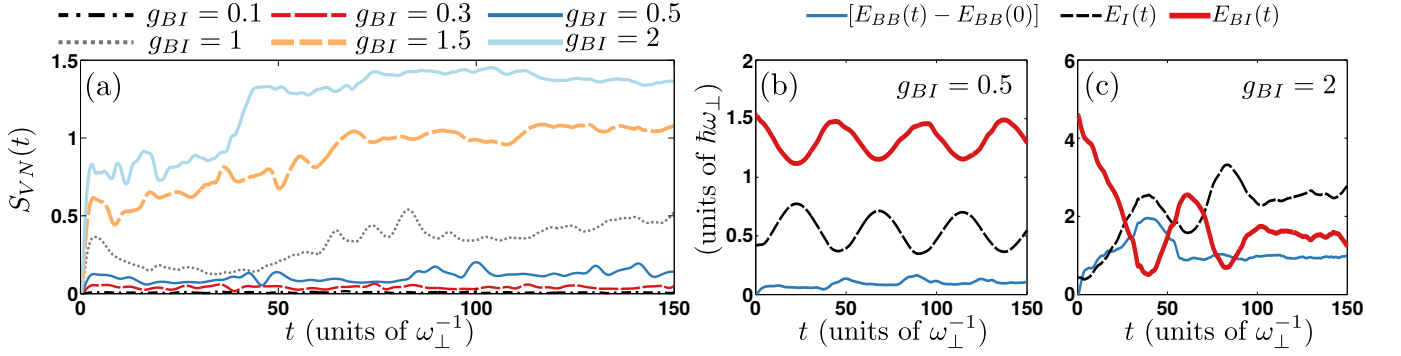 g_{BI} = 0.1 g_{BI} = 0.3 g_{BI} = 0.5
g_{BI} = 1 g_{BI} = 1.5 g_{BI} = 2
[E_{BB}(t) − E_{BB}(0)] E_I(t) E_{BI}(t)
(a)
S_{VN}(t)
1.5
1
0.5
0
0 50 100 150
t (units of ω_⊥^{-1})
(b) g_{BI} = 0.5
(units of ħω_⊥)
2
1.5
1
0.5
0
0 50 100 150
t (units of ω_⊥^{-1})
(c) g_{BI} = 2
6
4
2
0
0 50 100 150
t (units of ω_⊥^{-1})